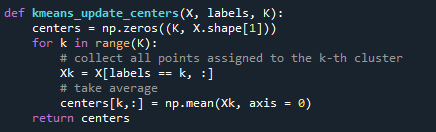 def kmeans_update_centers(X, labels, K):
    centers = np.zeros((K, X.shape[1]))
    for k in range(K):
        # collect all points assigned to the k-th cluster
        Xk = X[labels == k, :]
        # take average
        centers[k,:] = np.mean(Xk, axis = 0)
    return centers